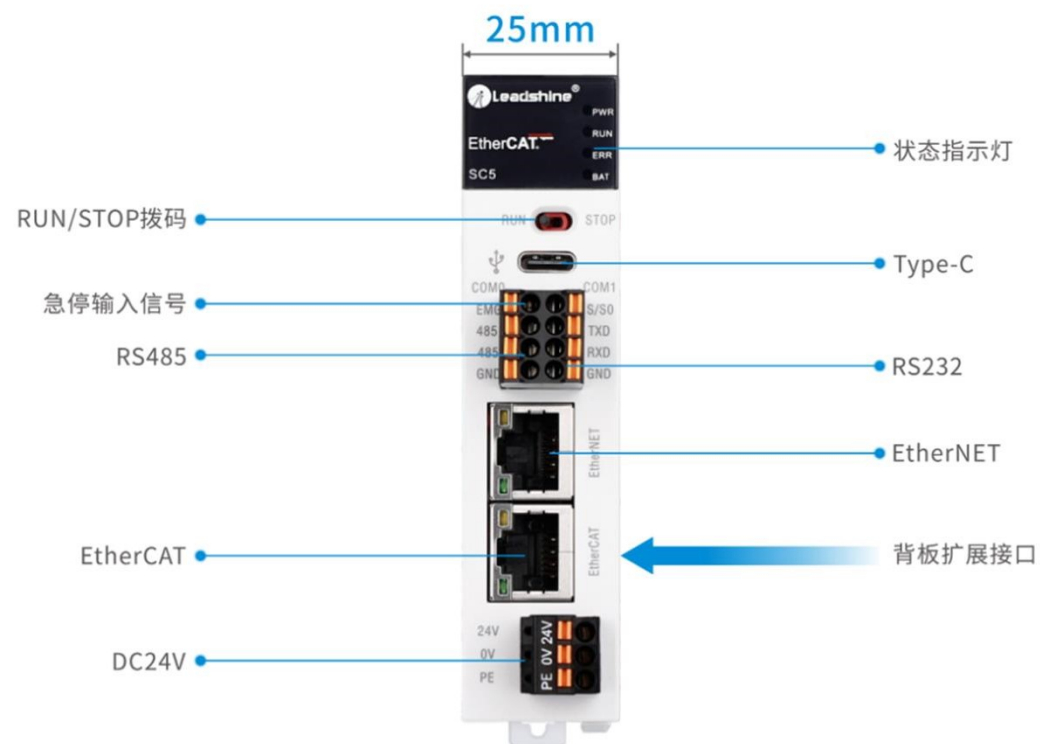 25mm
Leadshine®
PWR
RUN
EtherCAT
ERR
SC5
BAT
状态指示灯
RUN/STOP拨码
RUN
STOP
Type-C
COM0
COM1
急停输入信号
EMG
S/S0
485
TXD
RS485
485
RXD
RS232
GND
GND
EtherNET
EtherNET
EtherCAT
EtherCAT
背板扩展接口
24V
0V
PE
PE 0V 24V
DC24V